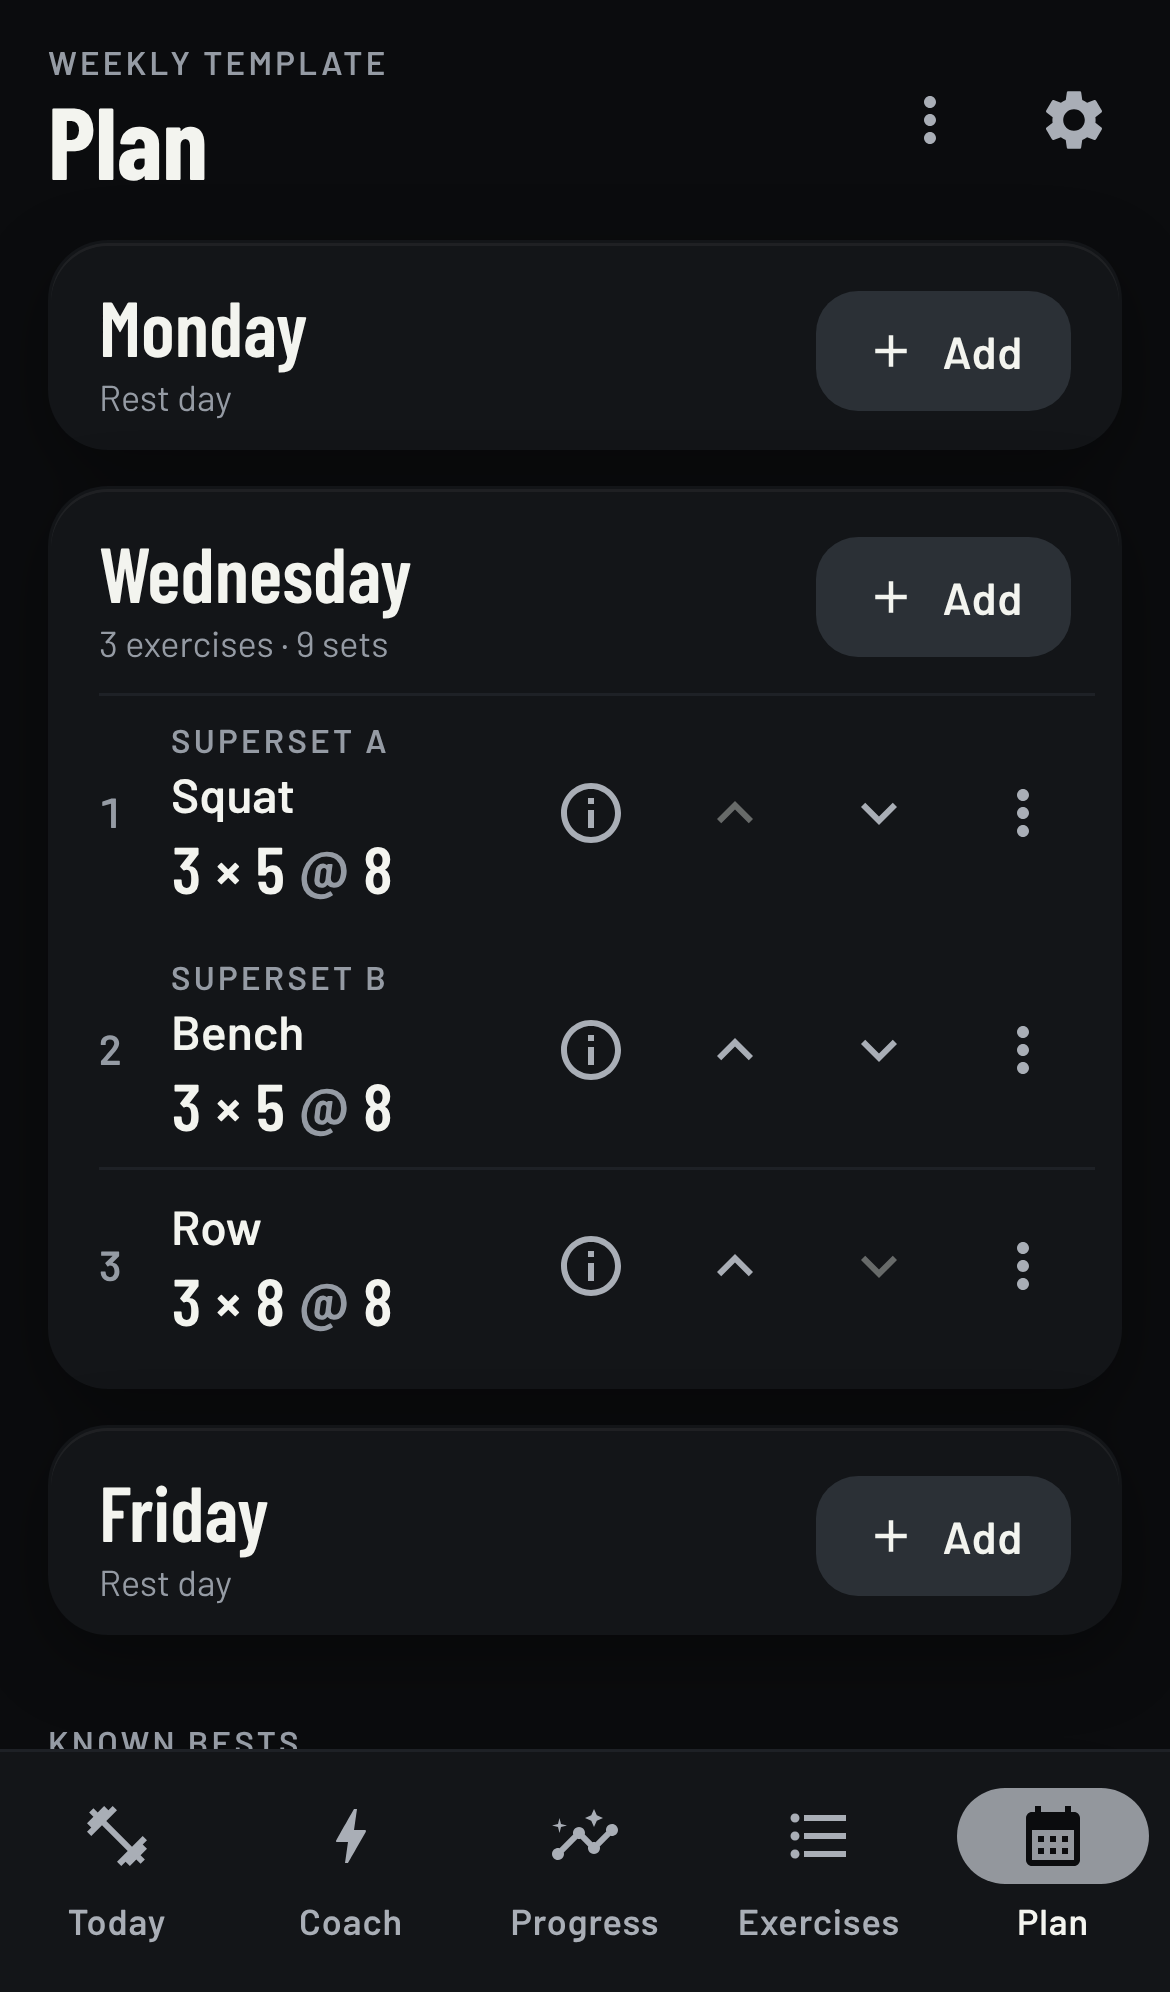 WEEKLY TEMPLATE
Plan
Monday
Rest day
+ Add
Wednesday
3 exercises · 9 sets
+ Add
SUPERSET A
1
Squat
3 × 5 @ 8
SUPERSET B
2
Bench
3 × 5 @ 8
3
Row
3 × 8 @ 8
Friday
Rest day
+ Add
KNOWN BESTS
Today
Coach
Progress
Exercises
Plan